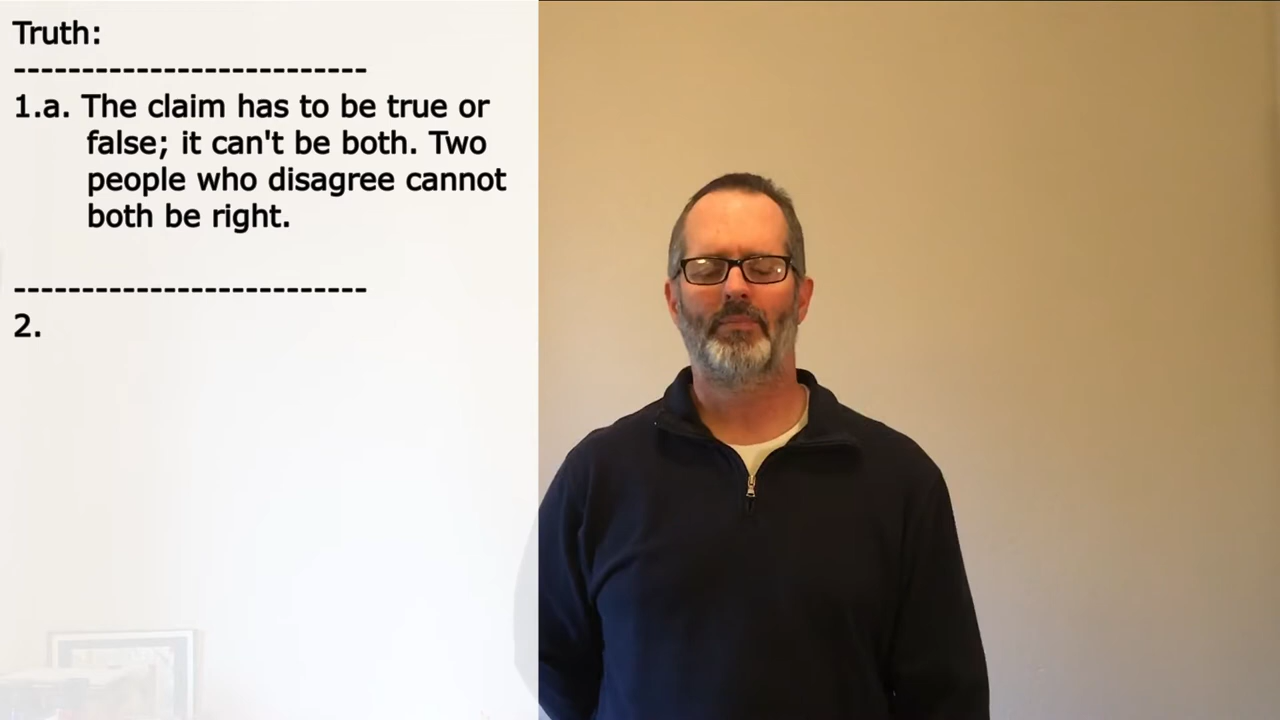 Truth:
--------------------------
1.a. The claim has to be true or
false; it can't be both. Two
people who disagree cannot
both be right.
--------------------------
2.